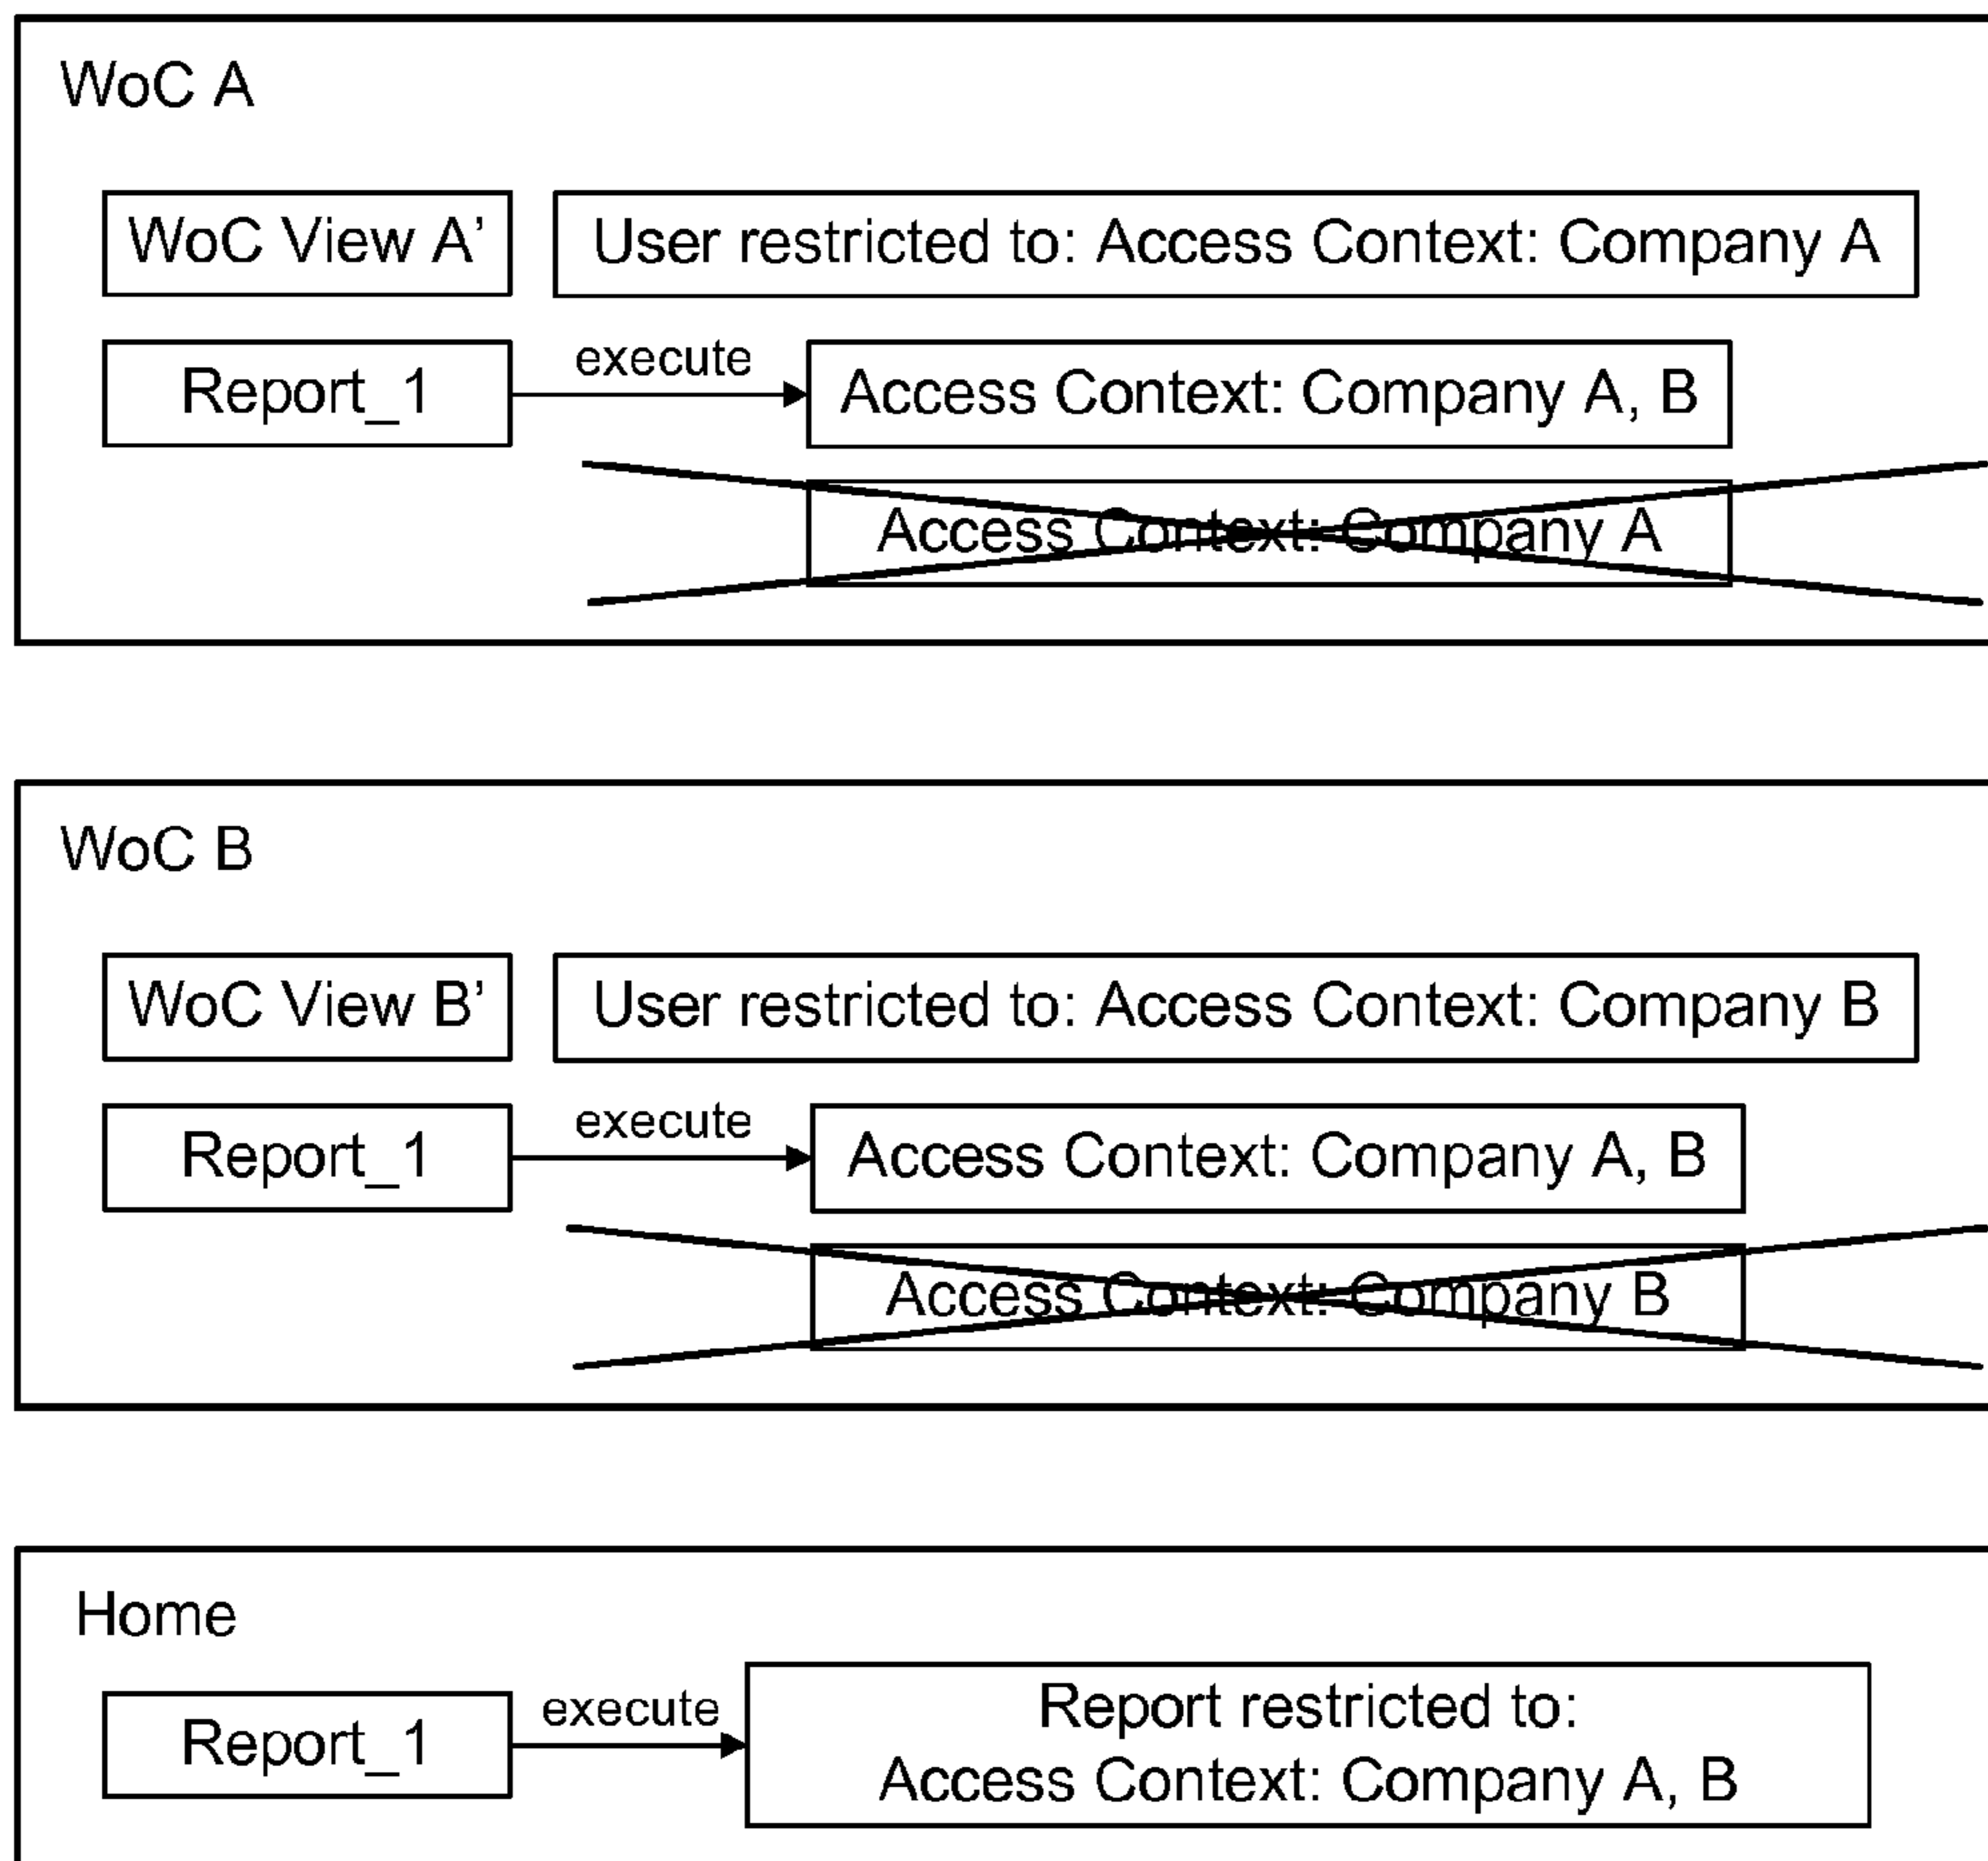 WoC A
WoC View A’
User restricted to: Access Context: Company A
Report_1
execute
Access Context: Company A, B
Access Context: Company A
WoC B
WoC View B’
User restricted to: Access Context: Company B
Report_1
execute
Access Context: Company A, B
Access Context: Company B
Home
Report_1
execute
Report restricted to:
Access Context: Company A, B